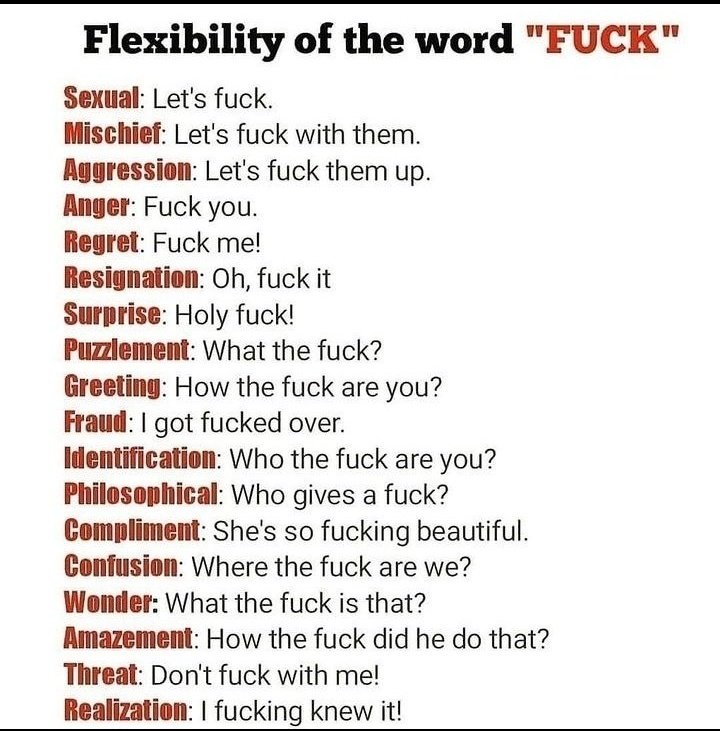 Flexibility of the word "FUCK"
Sexual: Let's fuck.
Mischief: Let's fuck with them.
Aggression: Let's fuck them up.
Anger: Fuck you.
Regret: Fuck me!
Resignation: Oh, fuck it
Surprise: Holy fuck!
Puzzlement: What the fuck?
Greeting: How the fuck are you?
Fraud: I got fucked over.
Identification: Who the fuck are you?
Philosophical: Who gives a fuck?
Compliment: She's so fucking beautiful.
Confusion: Where the fuck are we?
Wonder: What the fuck is that?
Amazement: How the fuck did he do that?
Threat: Don't fuck with me!
Realization: I fucking knew it!